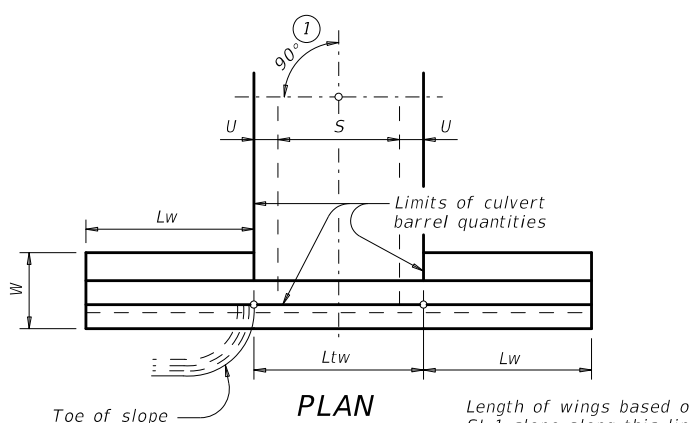 1
90°
U
S
U
Limits of culvert
barrel quantities
Lw
W
Ltw
Lw
Toe of slope
PLAN
Length of wings based